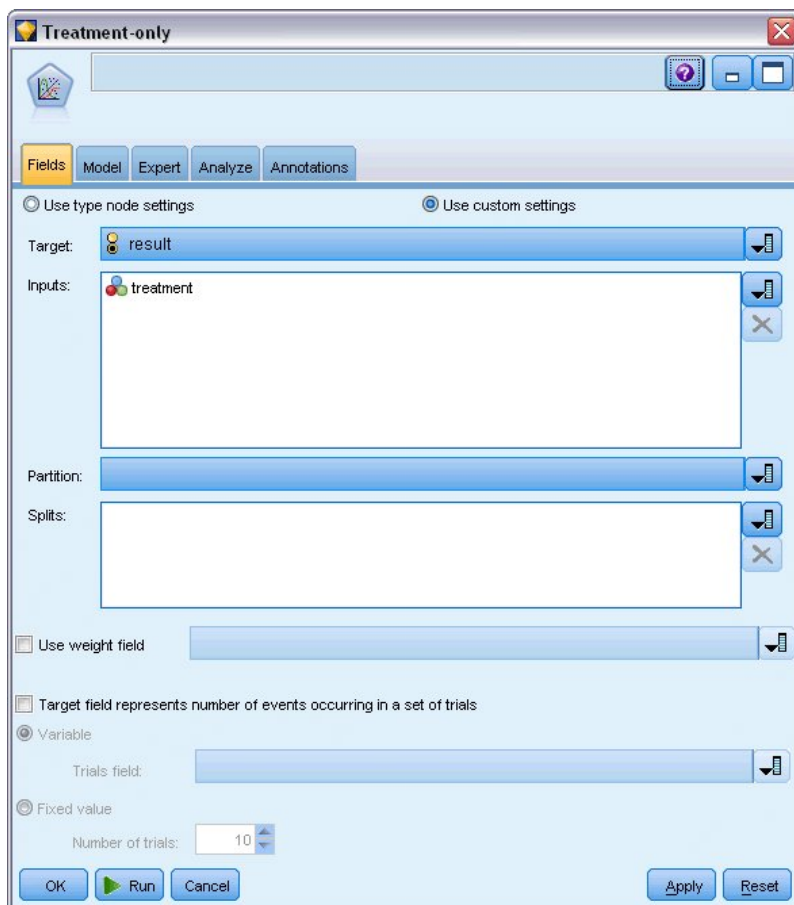 Treatment-only
Fields Model Expert Analyze Annotations
Use type node settings Use custom settings
Target: result
Inputs: treatment
Partition:
Splits:
Use weight field
Target field represents number of events occurring in a set of trials
Variable
Trials field:
Fixed value
Number of trials: 10
OK Run Cancel Apply Reset